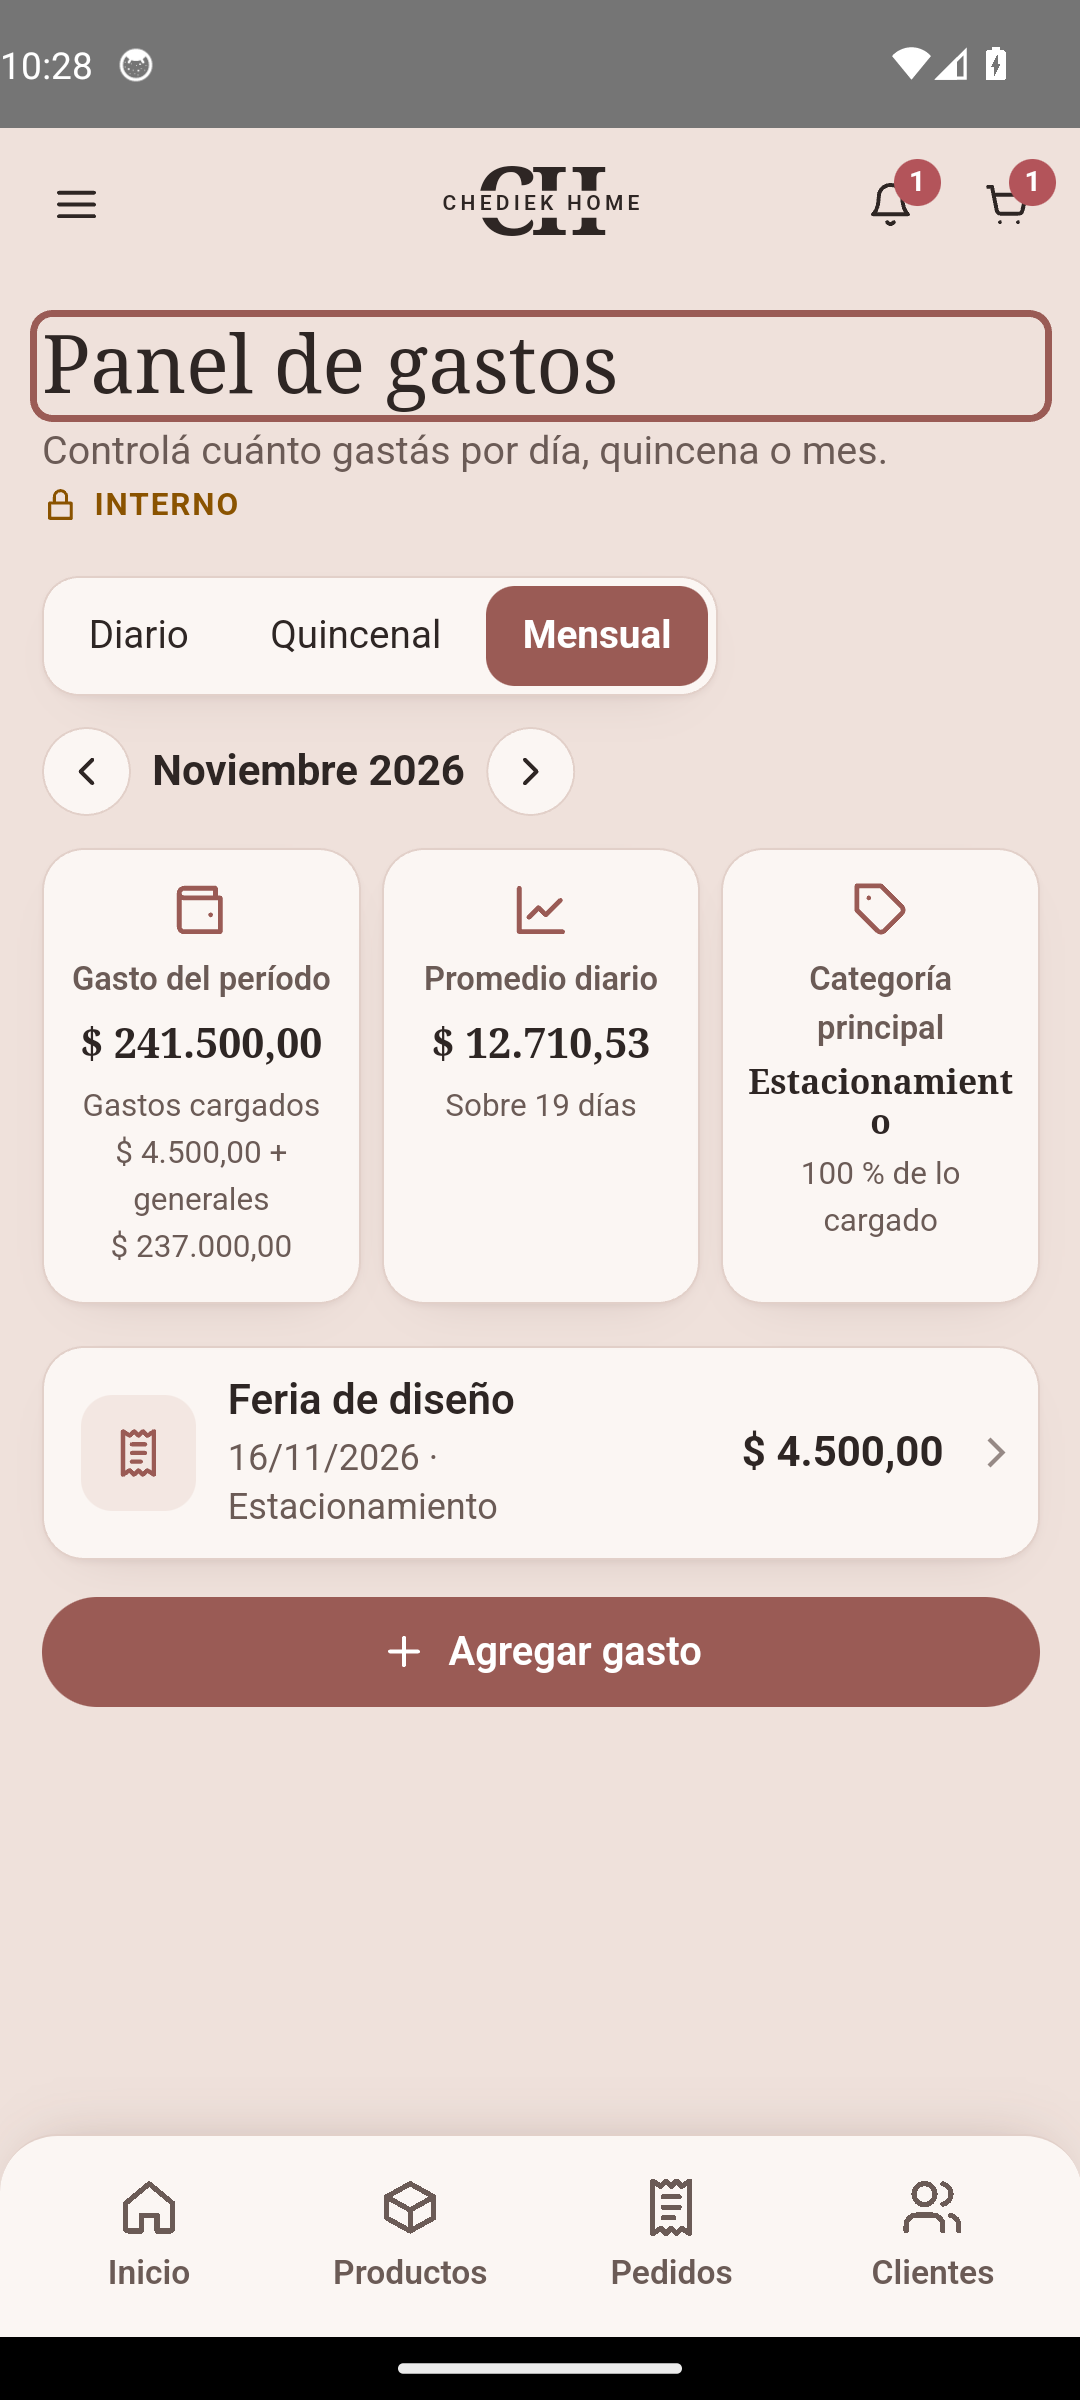 10:28
CH
CHEDIEK HOME
1
1
Panel de gastos
Controlá cuánto gastás por día, quincena o mes.
INTERNO
Diario
Quincenal
Mensual
Noviembre 2026
Gasto del período
$ 241.500,00
Gastos cargados
$ 4.500,00 +
generales
$ 237.000,00
Promedio diario
$ 12.710,53
Sobre 19 días
Categoría
principal
Estacionamient
o
100 % de lo
cargado
Feria de diseño
16/11/2026 ·
Estacionamiento
$ 4.500,00
Agregar gasto
Inicio
Productos
Pedidos
Clientes